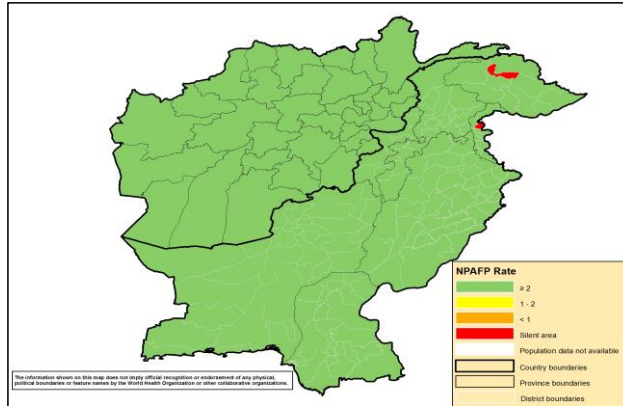 NPAFP Rate
≥ 2
1 - 2
< 1
Silent area
Population data not available
Country boundaries
Province boundaries
District boundaries
The information shown on this map does not imply official recognition or endorsement of any physical,
political boundaries or feature names by the World Health Organization or other collaborative organizations.